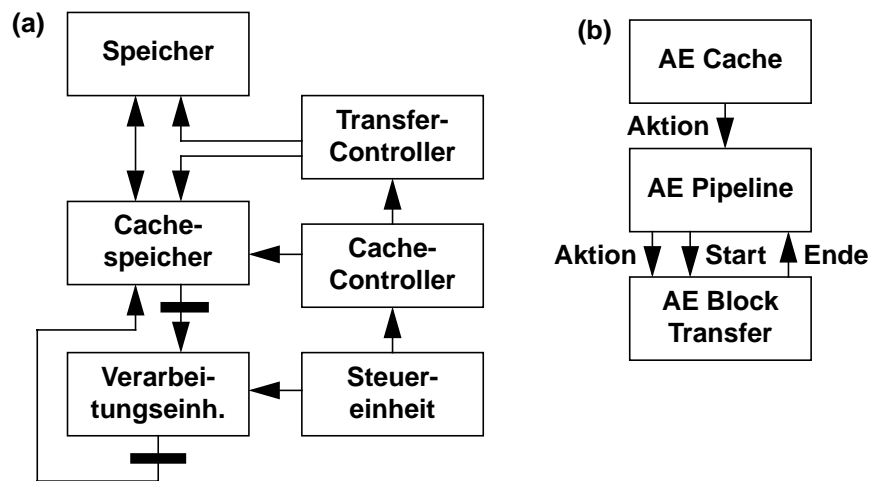 (a)
Speicher
Transfer-
Controller
Cache-
speicher
Cache-
Controller
Verarbei-
tungseinh.
Steuer-
einheit
(b)
AE Cache
Aktion
AE Pipeline
Aktion
Start
Ende
AE Block
Transfer